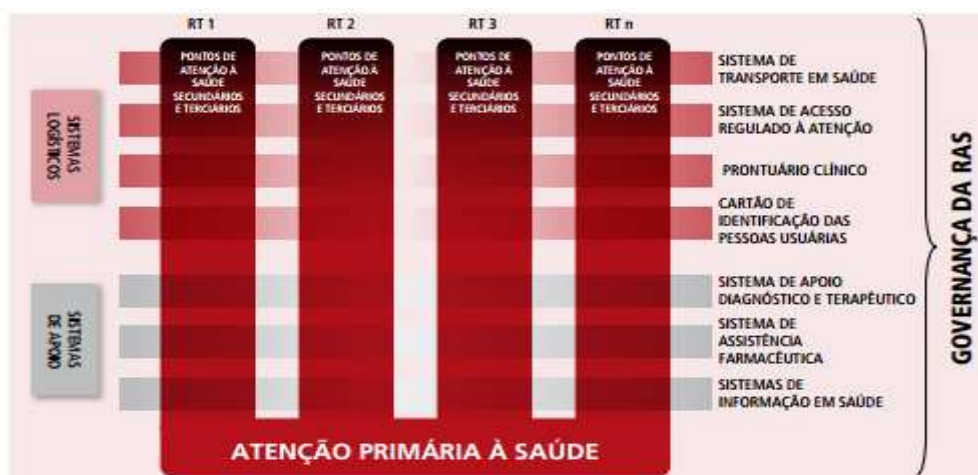 RT 1
RT 2
RT 3
RT n
PONTOS DE
ATENÇÃO À
SAÚDE
SECUNDÁRIOS
E TERCIÁRIOS
PONTOS DE
ATENÇÃO À
SAÚDE
SECUNDÁRIOS
E TERCIÁRIOS
PONTOS DE
ATENÇÃO À
SAÚDE
SECUNDÁRIOS
E TERCIÁRIOS
PONTOS DE
ATENÇÃO À
SAÚDE
SECUNDÁRIOS
E TERCIÁRIOS
SISTEMAS
LOGÍSTICOS
SISTEMA DE
TRANSPORTE EM SAÚDE
SISTEMA DE ACESSO
REGULADO À ATENÇÃO
PRONTUÁRIO CLÍNICO
CARTÃO DE
IDENTIFICAÇÃO DAS
PESSOAS USUÁRIAS
SISTEMAS
DE APOIO
SISTEMA DE APOIO
DIAGNÓSTICO E TERAPÊUTICO
SISTEMA DE
ASSISTÊNCIA
FARMACÊUTICA
SISTEMAS DE
INFORMAÇÃO EM SAÚDE
GOVERNANÇA DA RAS
ATENÇÃO PRIMÁRIA À SAÚDE